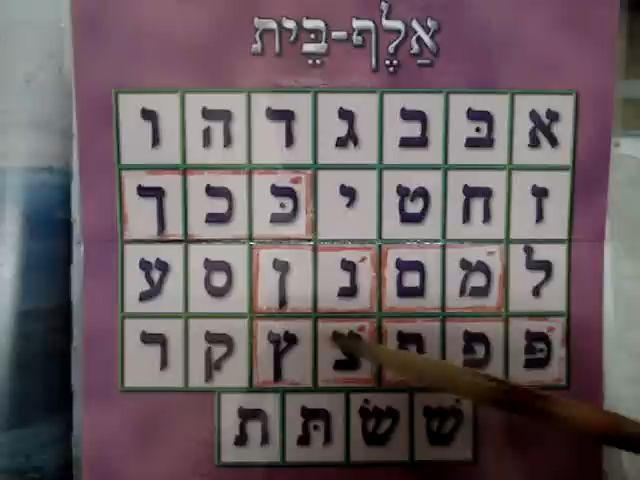 אַלֶף-בֵּית
א בּ ב ג ד ה ו
ז ח ט י כּ כ ך
ל מ ם נ ן ס ע
פּ פ צ ץ ק ר
שׁ שׂ תּ ת